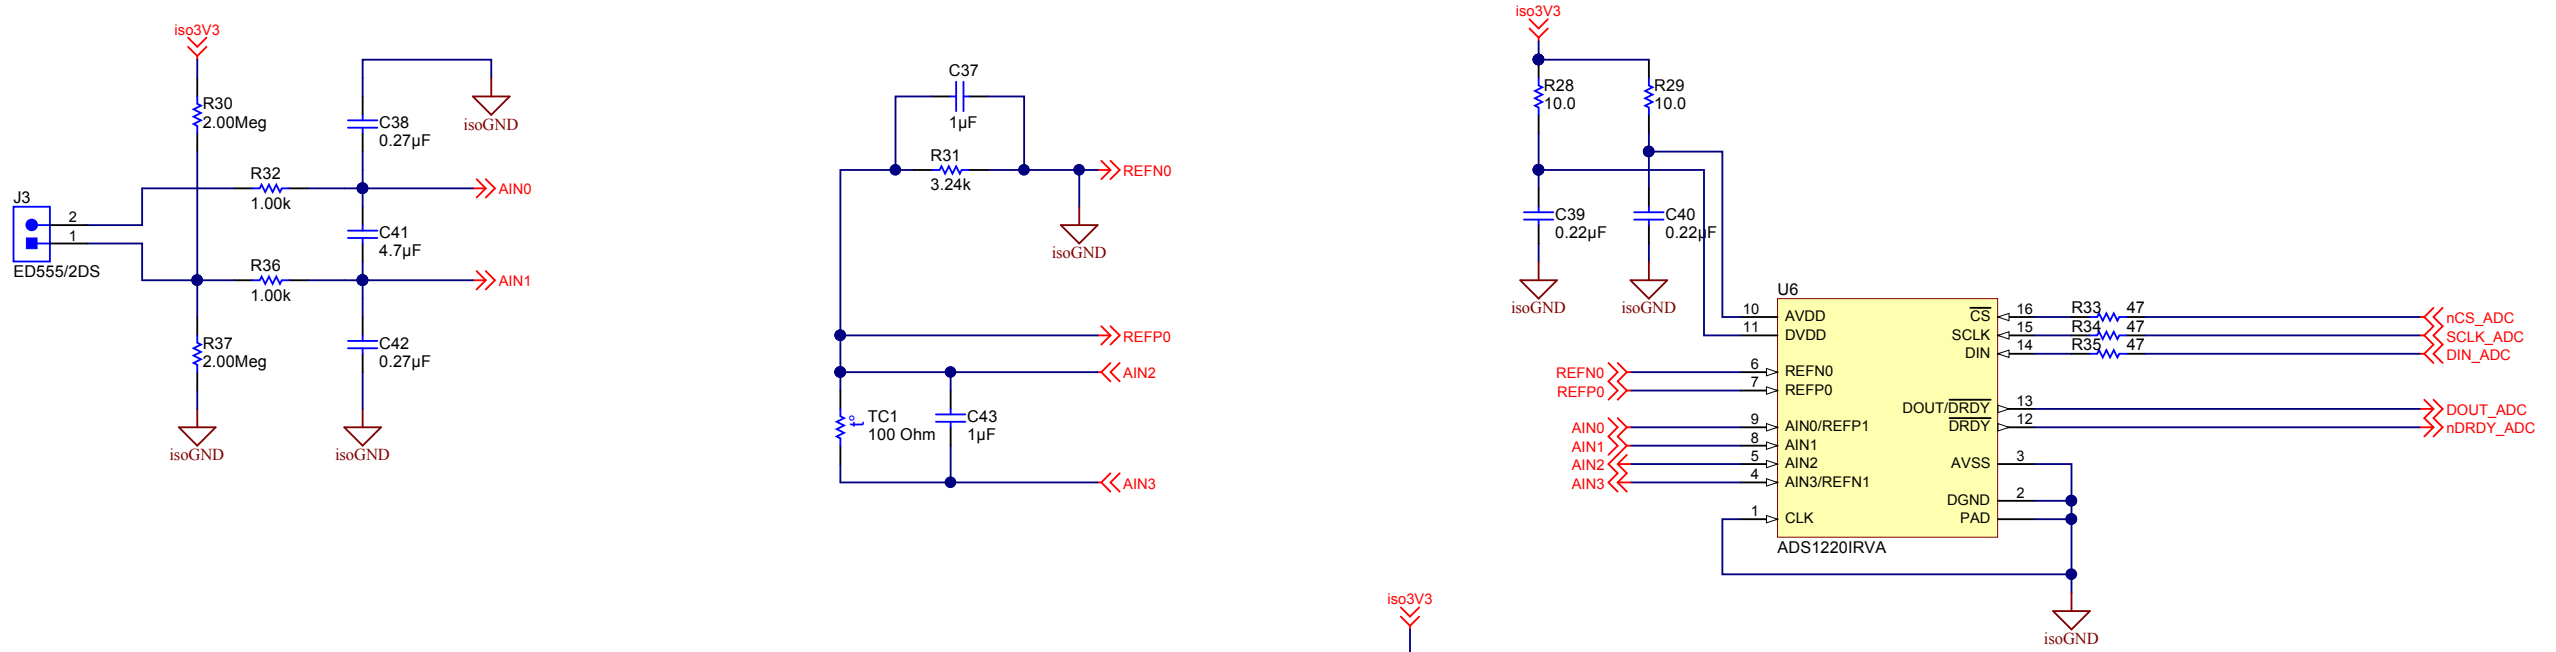 iso3V3
R30
2.00Meg
C38
0.27µF
isoGND
J3
2
1
ED555/2DS
R32
1.00k
AIN0
C41
4.7µF
R36
1.00k
AIN1
R37
2.00Meg
C42
0.27µF
isoGND
isoGND
C37
1µF
R31
3.24k
REFN0
isoGND
REFP0
AIN2
TC1
100 Ohm
t°
C43
1µF
AIN3
iso3V3
R28
10.0
R29
10.0
C39
0.22µF
C40
0.22µF
isoGND
isoGND
U6
10
AVDD
11
DVDD
REFN0
6
REFN0
REFP0
7
REFP0
AIN0
9
AIN0/REFP1
AIN1
8
AIN1
AIN2
5
AIN2
AIN3
4
AIN3/REFN1
1
CLK
CS
16
R33
47
nCS_ADC
SCLK
15
R34
47
SCLK_ADC
DIN
14
R35
47
DIN_ADC
DOUT/DRDY
13
DOUT_ADC
DRDY
12
nDRDY_ADC
AVSS
3
DGND
2
PAD
ADS1220IRVA
isoGND
iso3V3